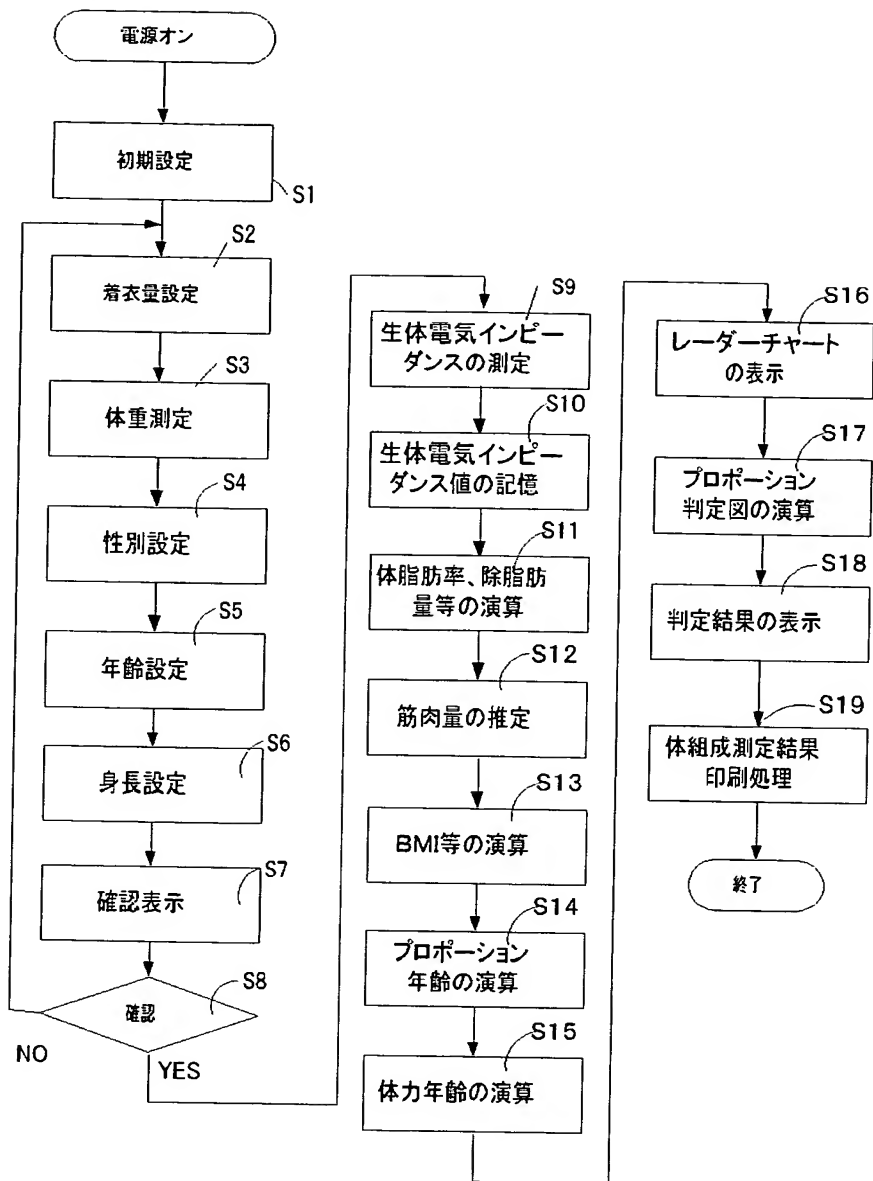 電源オン
初期設定
S1
S2
着衣量設定
S3
体重測定
S4
性別設定
S5
年齢設定
S6
身長設定
S7
確認表示
S8
確認
NO
YES
S9
生体電気インピー
ダンスの測定
S10
生体電気インピー
ダンス値の記憶
S11
体脂肪率、除脂肪
量等の演算
S12
筋肉量の推定
S13
BMI等の演算
S14
プロポーション
年齢の演算
S15
体力年齢の演算
S16
レーダーチャート
の表示
S17
プロポーション
判定図の演算
S18
判定結果の表示
S19
体組成測定結果
印刷処理
終了